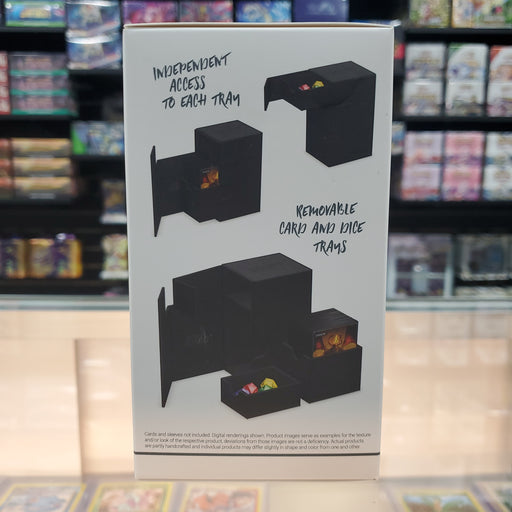 INDEPENDENT
ACCESS
TO EACH TRAY
REMOVABLE
CARD AND DICE
TRAYS
Cards and sleeves not included. Digital renderings shown. Product images serve as examples for the texture
and/or look of the respective product, deviations from those images are not a deficiency. Actual products
are partly handcrafted and individual products may differ slightly in shape and color from one and other.